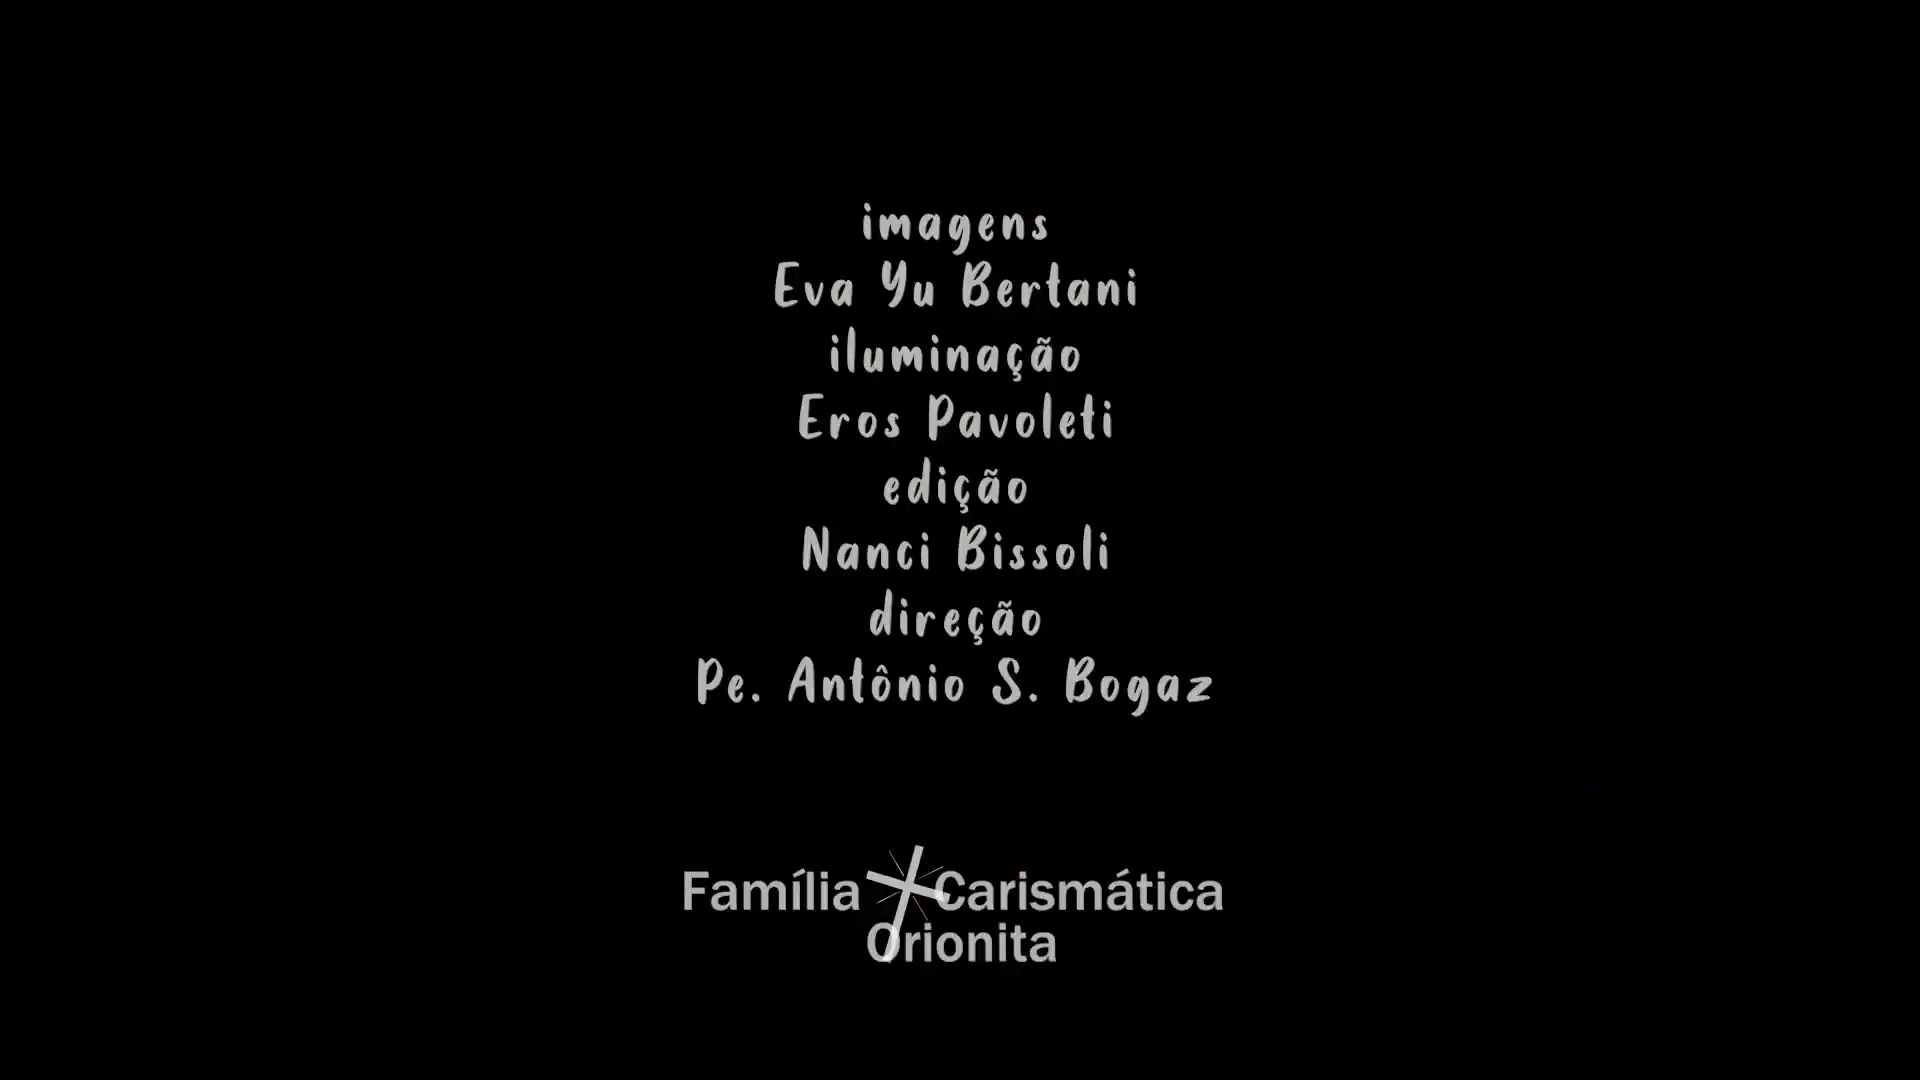 imagens
Eva Yu Bertani
iluminação
Eros Pavoleti
edição
Nanci Bissoli
direção
Pe. Antônio S. Bogaz
Família Carismática
Orionita